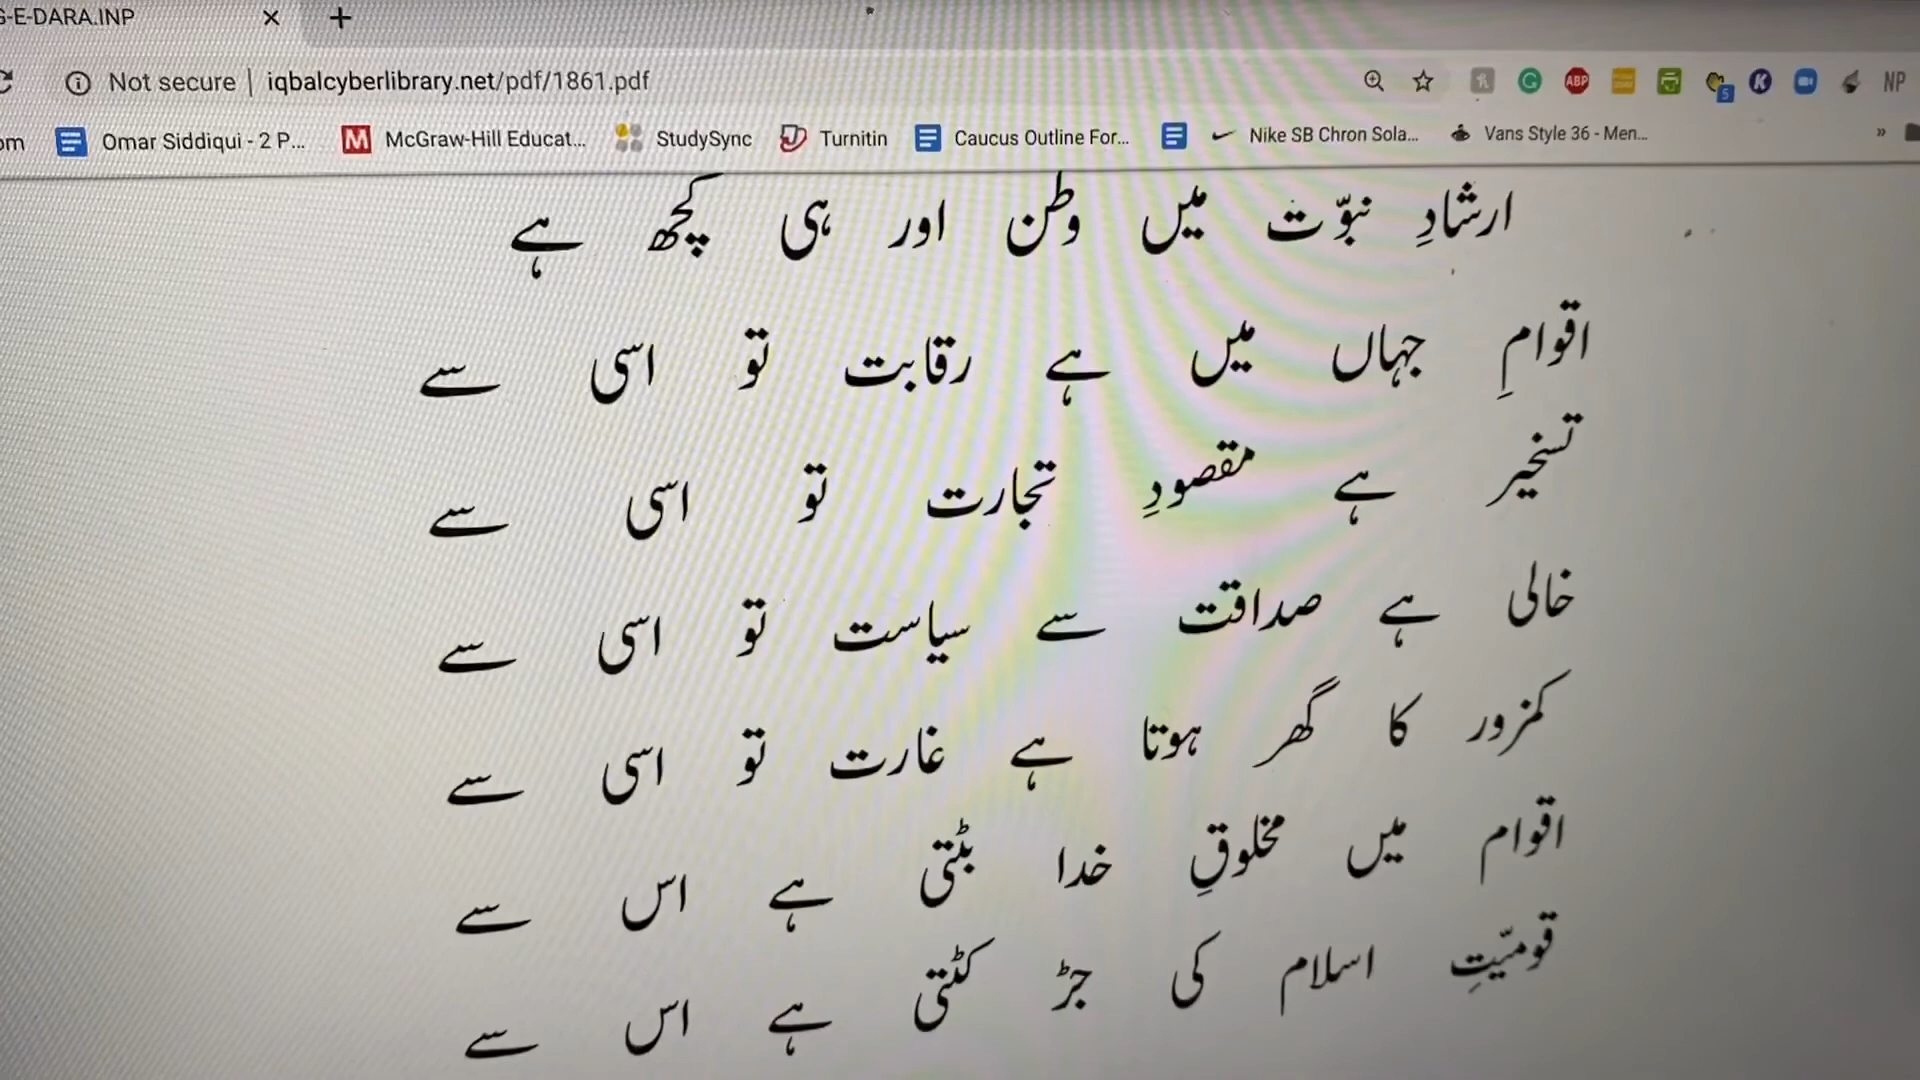 G-E-DARA.INP
Not secure | iqbalcyberlibrary.net/pdf/1861.pdf
ABP 5 K NP
om Omar Siddiqui - 2 P... McGraw-Hill Educat... StudySync Turnitin Caucus Outline For... Nike SB Chron Sola... Vans Style 36 - Men... »
ارشادِ نبوّت میں وطن اور ہی کچھ ہے
اقوامِ جہاں میں ہے رقابت تو اسی سے
تسخیر ہے مقصودِ تجارت تو اسی سے
خالی ہے صداقت سے سیاست تو اسی سے
کمزور کا گھر ہوتا ہے غارت تو اسی سے
اقوام میں مخلوقِ خدا بٹتی ہے اس سے
قومیّتِ اسلام کی جڑ کٹتی ہے اس سے